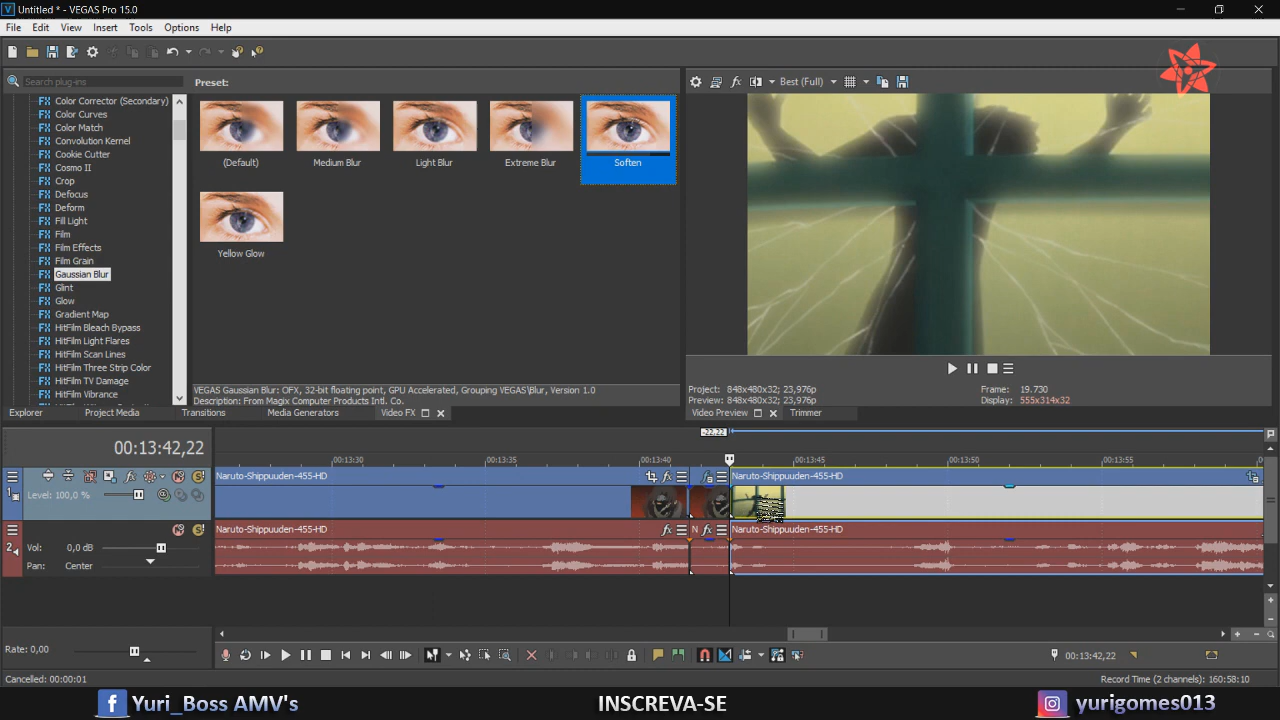 Untitled * - VEGAS Pro 15.0
File Edit View Insert Tools Options Help
Search plug-ins
Preset:
Best (Full)
Color Corrector (Secondary)
Color Curves
Color Match
Convolution Kernel
Cookie Cutter
Cosmo II
Crop
Defocus
Deform
Fill Light
Film
Film Effects
Film Grain
Gaussian Blur
Glint
Glow
Gradient Map
HitFilm Bleach Bypass
HitFilm Light Flares
HitFilm Scan Lines
HitFilm Three Strip Color
HitFilm TV Damage
HitFilm Vibrance
(Default)
Medium Blur
Light Blur
Extreme Blur
Soften
Yellow Glow
VEGAS Gaussian Blur: OFX, 32-bit floating point, GPU Accelerated, Grouping VEGAS\Blur, Version 1.0
Description: From Magix Computer Products Intl. Co.
Project: 848x480x32; 23,976p
Preview: 848x480x32; 23,976p
Frame: 19.730
Display: 555x314x32
Explorer Project Media Transitions Media Generators Video FX
Video Preview Trimmer
00:13:42,22
-22,22
00:13:30 00:13:35 00:13:40 00:13:45 00:13:50 00:13:55
1
Level: 100,0 %
Naruto-Shippuuden-455-HD
Naruto-Shippuuden-455-HD
2
Vol: 0,0 dB
Pan: Center
Naruto-Shippuuden-455-HD
N
Naruto-Shippuuden-455-HD
Rate: 0,00
00:13:42,22
Cancelled: 00:00:01
Record Time (2 channels): 160:58:10
Yuri_Boss AMV's
INSCREVA-SE
yurigomes013